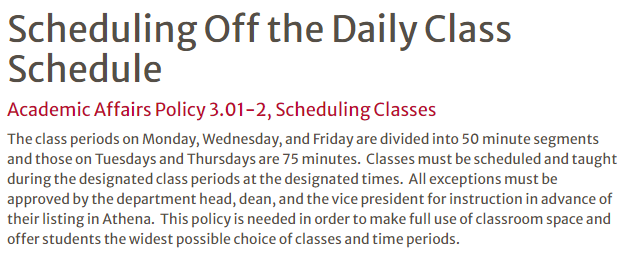 Scheduling Off the Daily Class
Schedule
Academic Affairs Policy 3.01-2, Scheduling Classes
The class periods on Monday, Wednesday, and Friday are divided into 50 minute segments
and those on Tuesdays and Thursdays are 75 minutes.  Classes must be scheduled and taught
during the designated class periods at the designated times.  All exceptions must be
approved by the department head, dean, and the vice president for instruction in advance of
their listing in Athena.  This policy is needed in order to make full use of classroom space and
offer students the widest possible choice of classes and time periods.